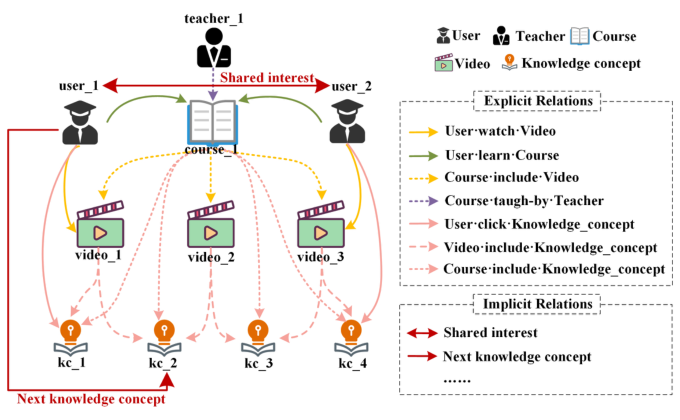 teacher_1
User
Teacher
Course
Video
Knowledge concept
user_1
Shared interest
user_2
course_1
video_1
video_2
video_3
kc_1
kc_2
kc_3
kc_4
Next knowledge concept
Explicit Relations
User·watch·Video
User·learn·Course
Course·include·Video
Course·taugh-by·Teacher
User·click·Knowledge_concept
Video·include·Knowledge_concept
Course·include·Knowledge_concept
Implicit Relations
Shared interest
Next knowledge concept
……